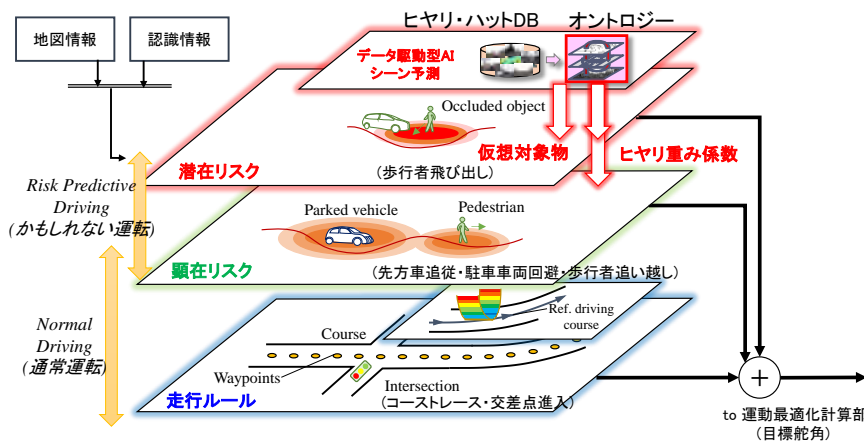 ヒヤリ・ハットDB
オントロジー
地図情報
認識情報
データ駆動型AI
シーン予測
Occluded object
仮想対象物
ヒヤリ重み係数
(歩行者飛び出し)
潜在リスク
Risk Predictive
Driving
(かもしれない運転)
Parked vehicle
Pedestrian
(先方車追従・駐車車両回避・歩行者追い越し)
顕在リスク
Ref. driving
course
Normal
Driving
(通常運転)
Course
Waypoints
Intersection
(コーストレース・交差点進入)
走行ルール
+
to 運動最適化計算部
(目標舵角)